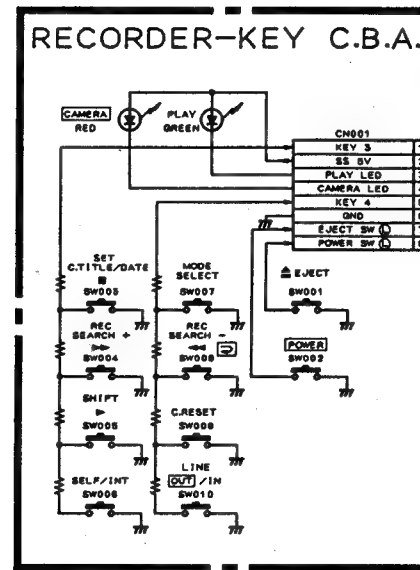 RECORDER-KEY C.B.A.
CAMERA
RED
PLAY
GREEN
CN001
KEY 3
SS 5V
PLAY LED
CAMERA LED
KEY 4
GND
EJECT SW L
POWER SW L
SET
C.TITLE/DATE
SW003
MODE
SELECT
SW007
EJECT
SW001
REC
SEARCH +
SW004
REC
SEARCH -
POWER
SW002
SHIFT
SW005
C.RESET
SW009
SELF/INT
SW006
LINE
OUT /IN
SW010